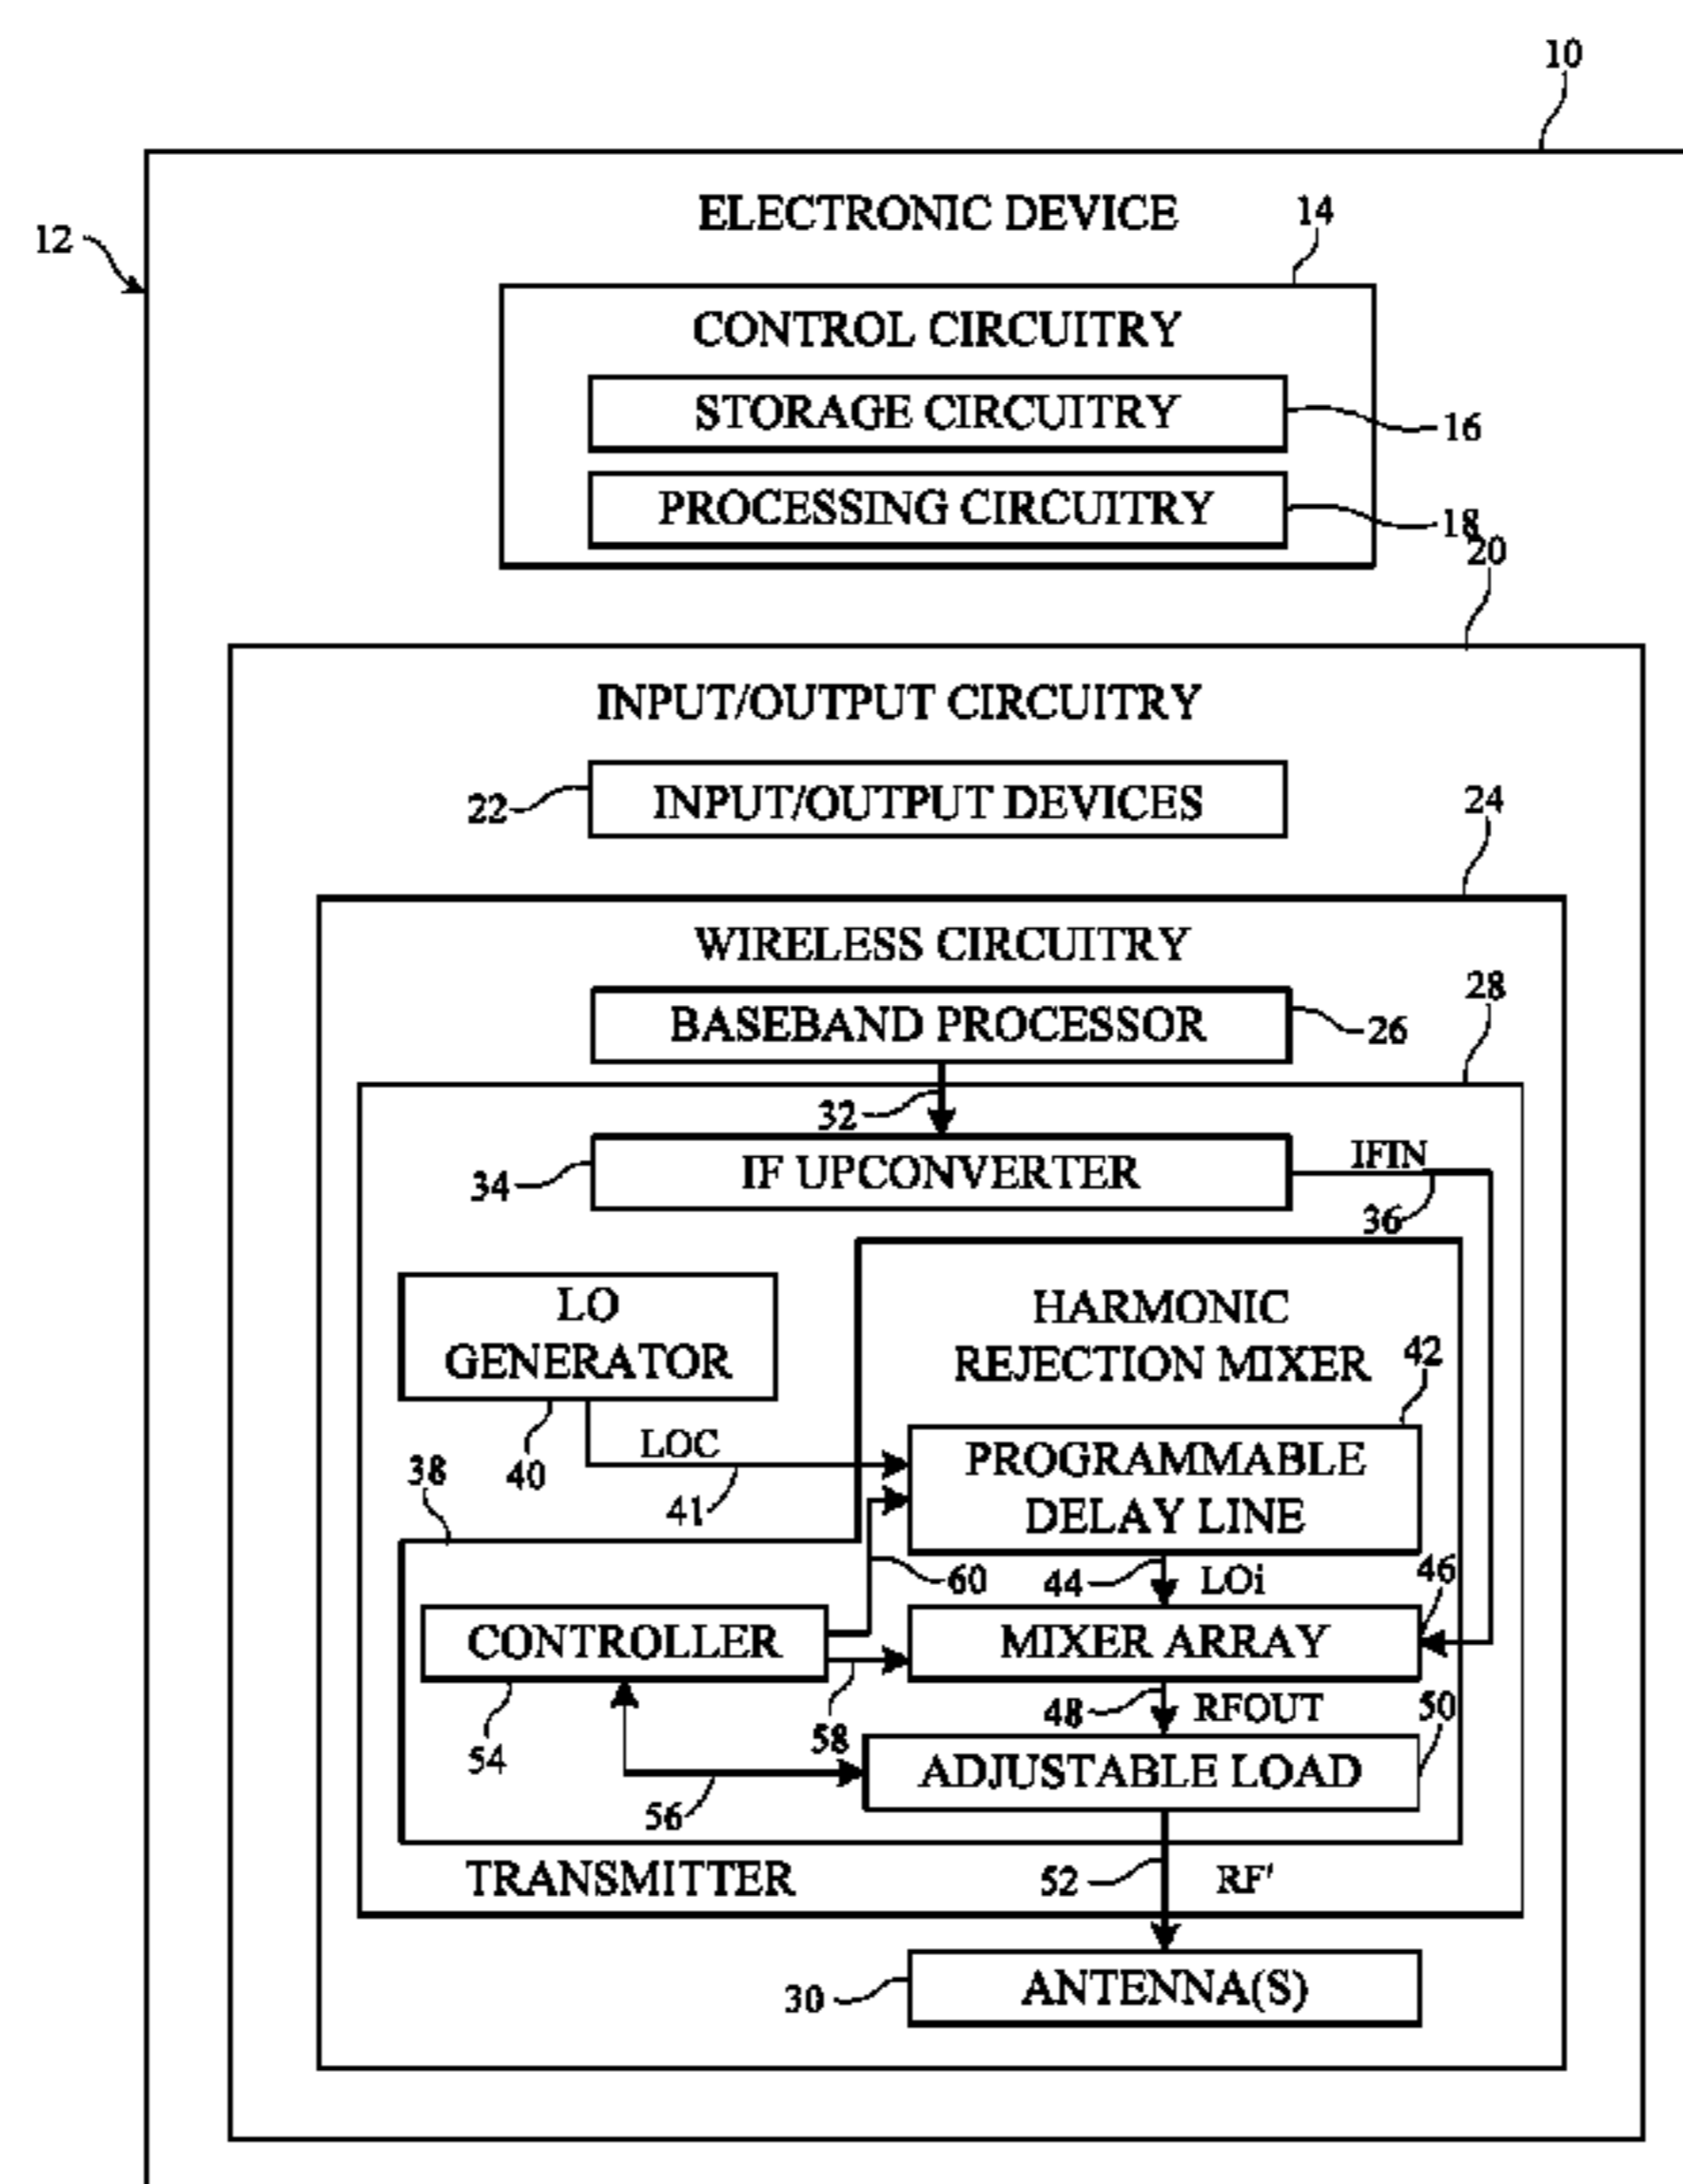 10
ELECTRONIC DEVICE
12
14
CONTROL CIRCUITRY
STORAGE CIRCUITRY
16
PROCESSING CIRCUITRY
18
20
INPUT/OUTPUT CIRCUITRY
22
INPUT/OUTPUT DEVICES
24
WIRELESS CIRCUITRY
28
BASEBAND PROCESSOR
26
32
34
IF UPCONVERTER
IFIN
36
LO
GENERATOR
HARMONIC
REJECTION MIXER
42
40
LOC
41
38
PROGRAMMABLE
DELAY LINE
60
44
LOi
46
CONTROLLER
MIXER ARRAY
54
58
48
RFOUT
50
56
ADJUSTABLE LOAD
TRANSMITTER
52
RF'
30
ANTENNA(S)